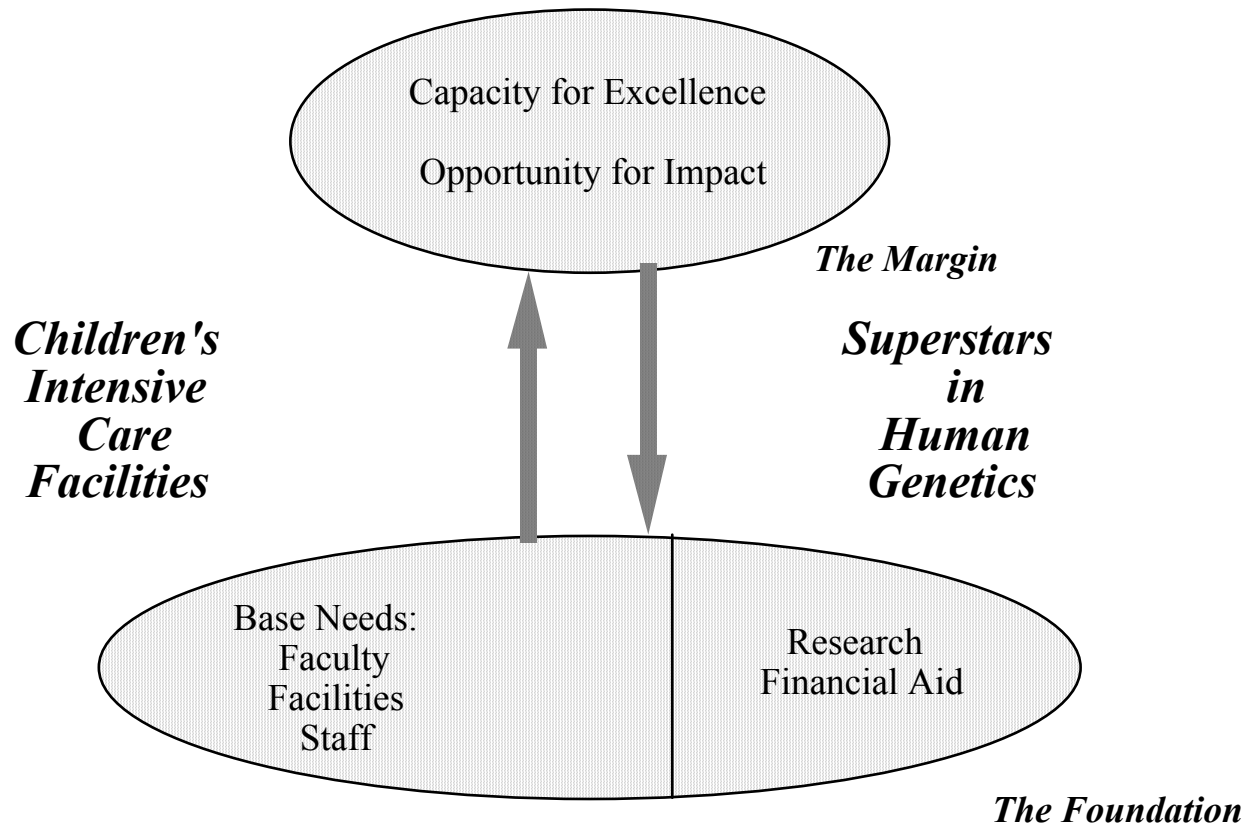 Capacity for Excellence
Opportunity for Impact
The Margin
Children's
Intensive
Care
Facilities
Superstars
in
Human
Genetics
Base Needs:
Faculty
Facilities
Staff
Research
Financial Aid
The Foundation